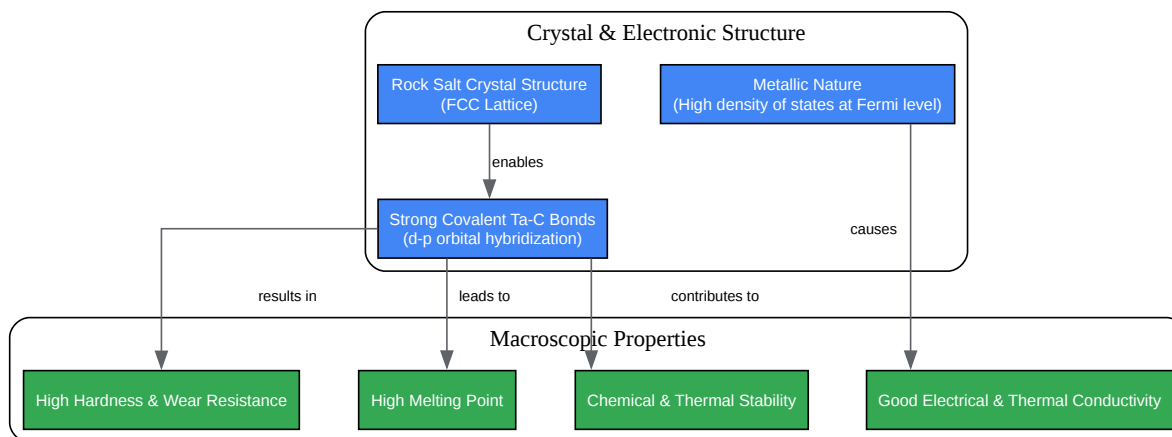 Crystal & Electronic Structure
Rock Salt Crystal Structure
(FCC Lattice)
Metallic Nature
(High density of states at Fermi level)
enables
Strong Covalent Ta-C Bonds
(d-p orbital hybridization)
causes
results in
leads to
contributes to
Macroscopic Properties
High Hardness & Wear Resistance
High Melting Point
Chemical & Thermal Stability
Good Electrical & Thermal Conductivity